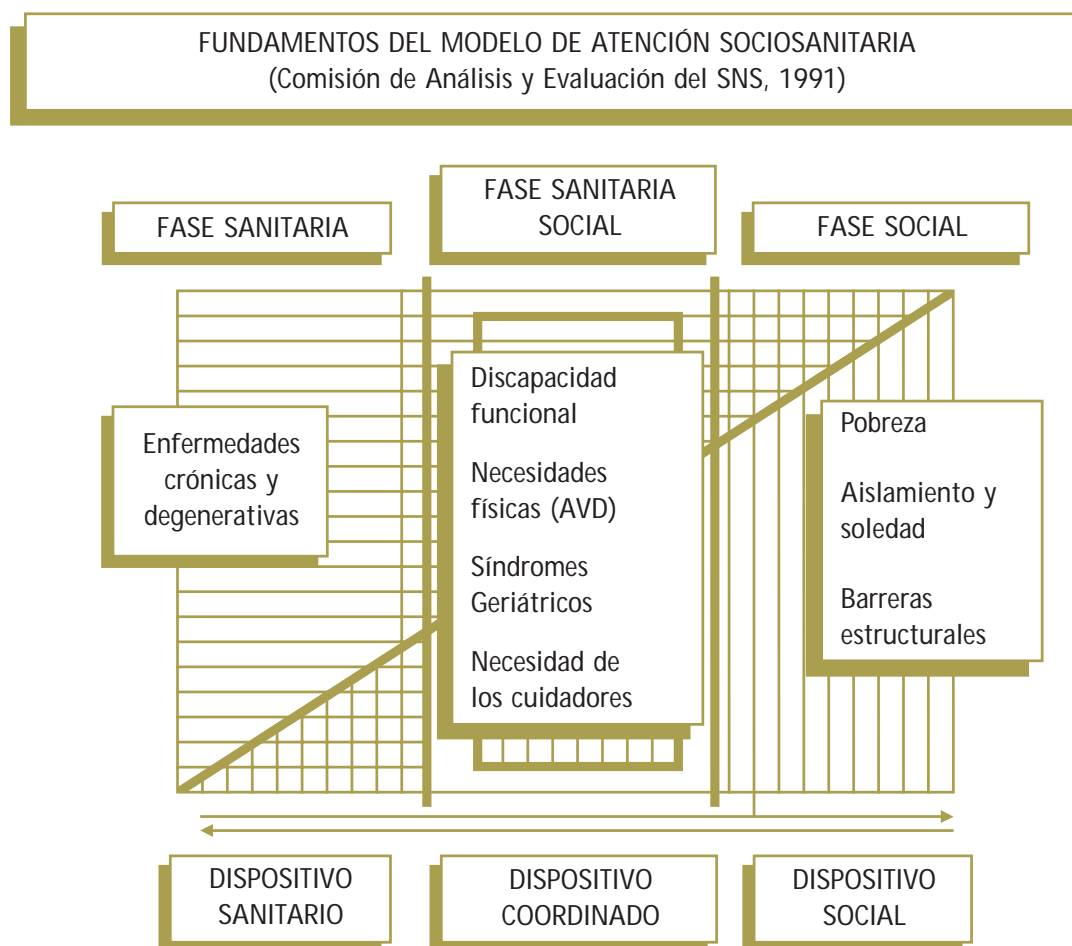 FUNDAMENTOS DEL MODELO DE ATENCIÓN SOCIOSANITARIA
(Comisión de Análisis y Evaluación del SNS, 1991)
FASE SANITARIA
FASE SANITARIA
SOCIAL
FASE SOCIAL
Enfermedades
crónicas y
degenerativas
Discapacidad
funcional
Necesidades
físicas (AVD)
Síndromes
Geriátricos
Necesidad de
los cuidadores
Pobreza
Aislamiento y
soledad
Barreras
estructurales
DISPOSITIVO
SANITARIO
DISPOSITIVO
COORDINADO
DISPOSITIVO
SOCIAL